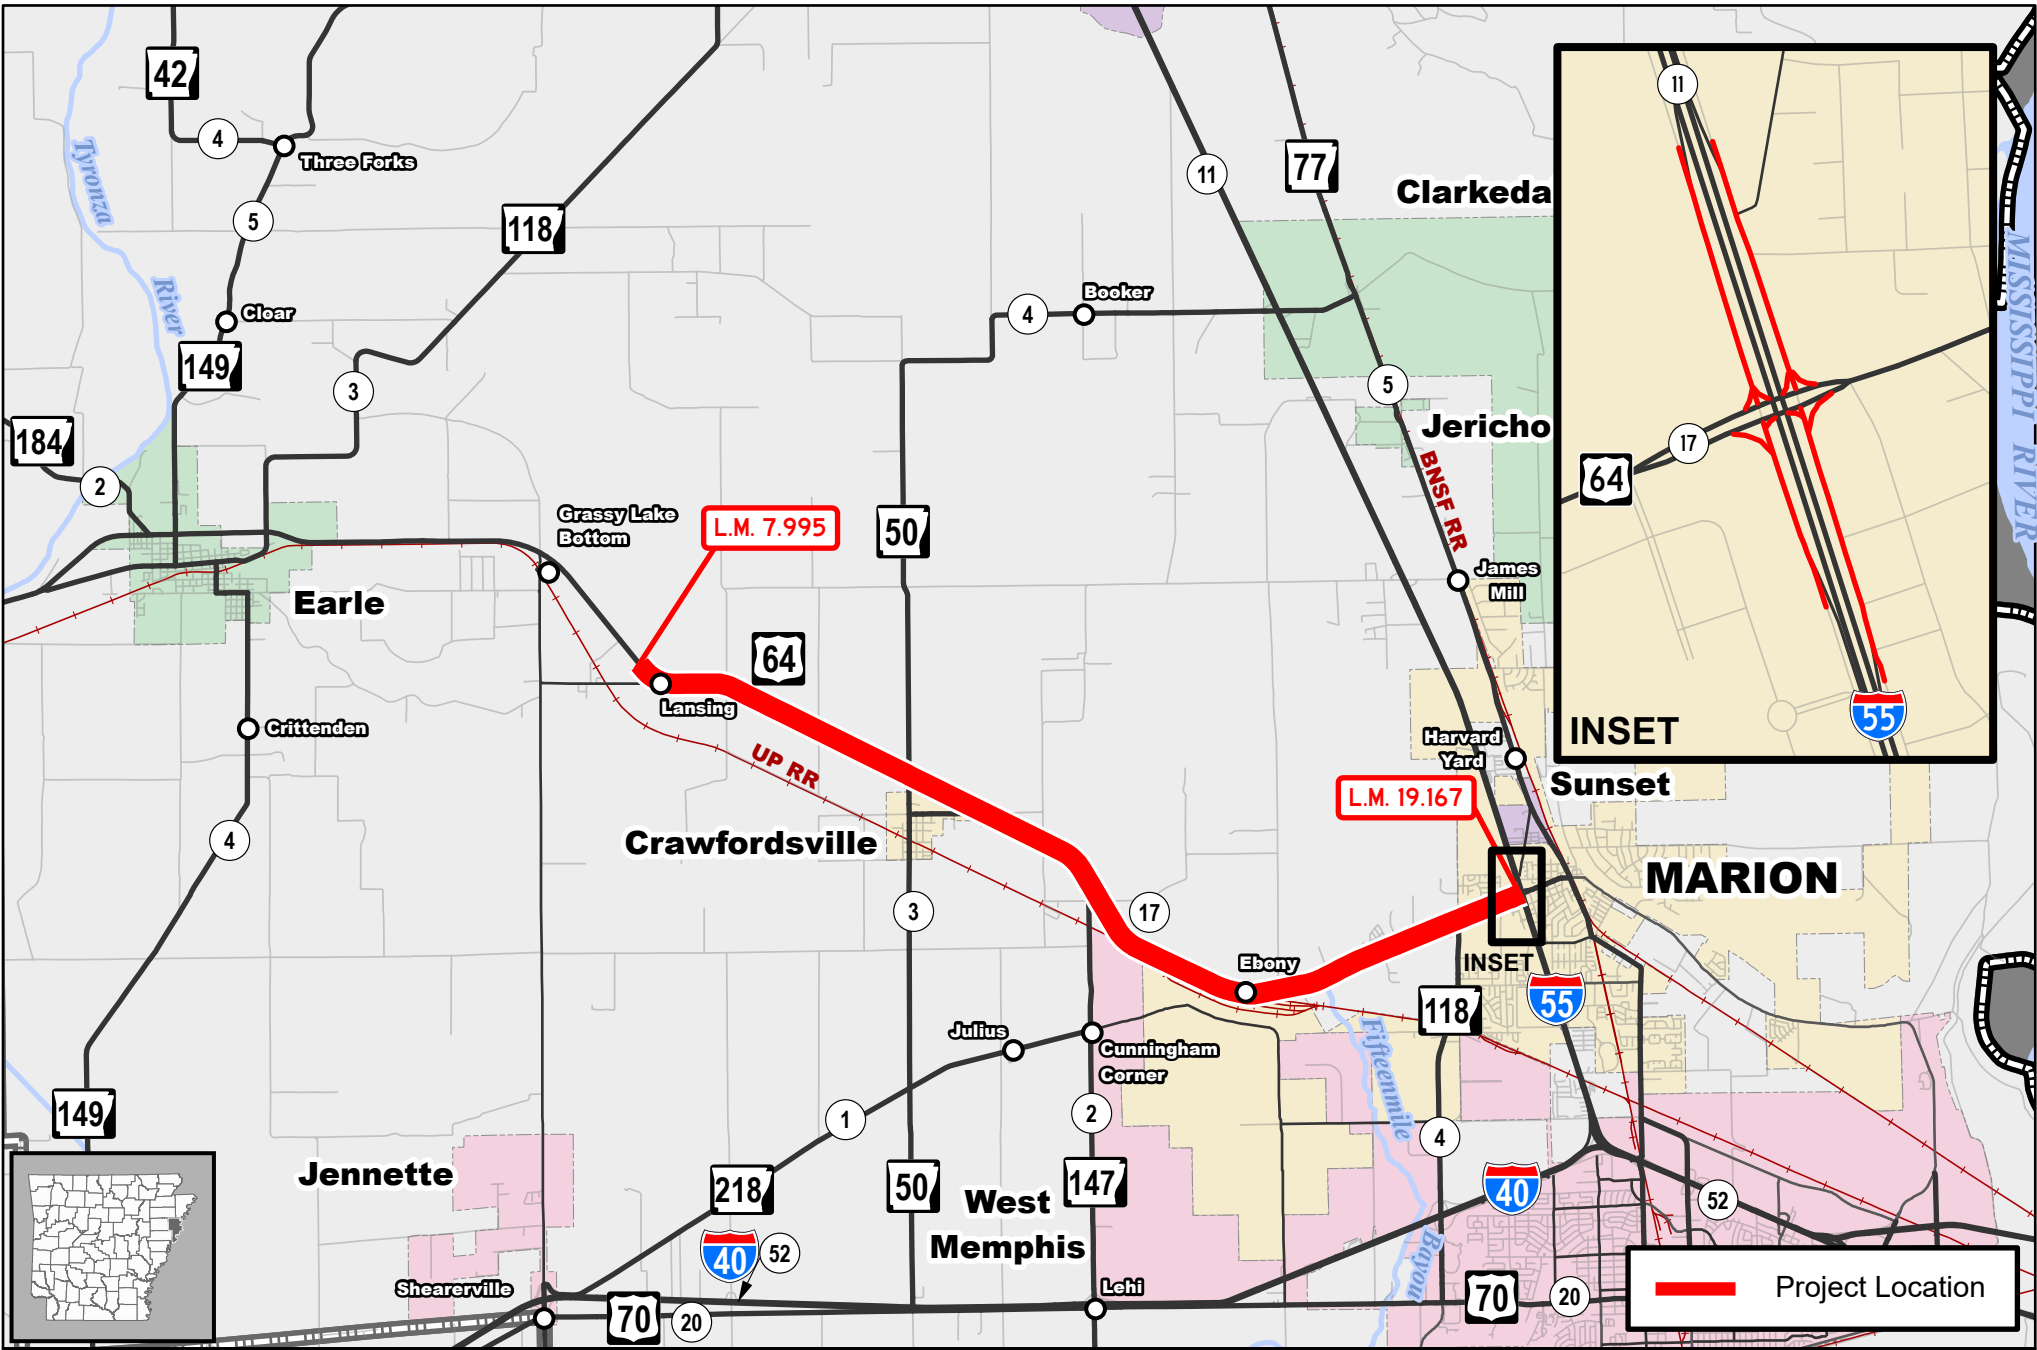 42
4
Three Forks
118
5
Tyronza
River
Cloar
149
3
184
2
Earle
Crittenden
4
149
Grassy Lake
Bottom
L.M. 7.995
64
Lansing
UP RR
Crawfordsville
50
4
Booker
11
77
Clarkeda
5
Jericho
BNSF RR
James
Mill
Harvard
Yard
Sunset
L.M. 19.167
MARION
INSET
55
118
17
Ebony
3
Julius
Cunningham
Corner
2
147
1
218
50
West
Memphis
Jennette
Shearerville
40
52
70
20
Lehi
Fifteenmile
Bayou
4
40
52
70
20
11
17
64
55
INSET
MISSISSIPPI RIVER
Project Location